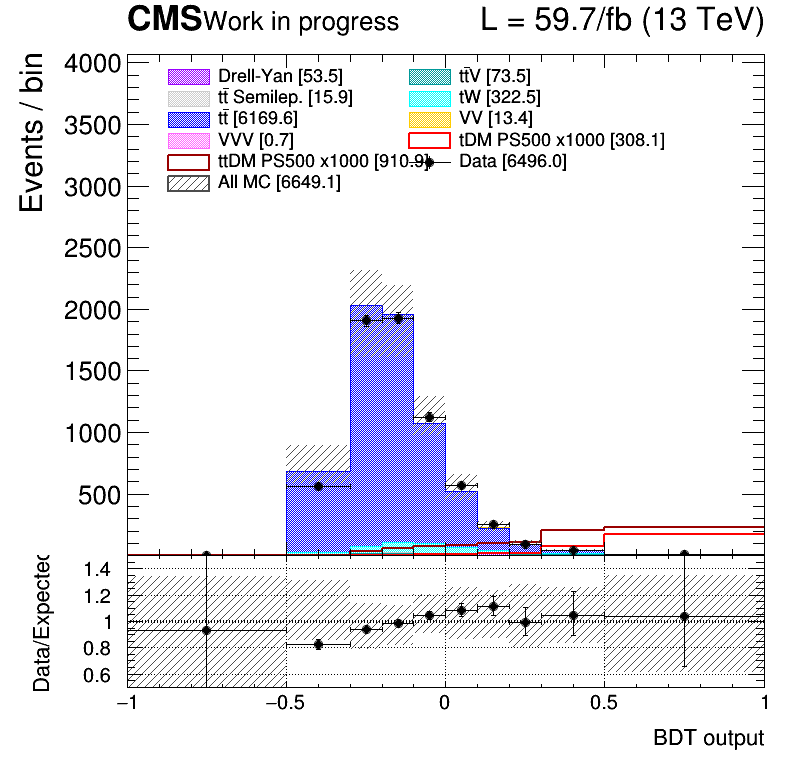 CMS Work in progress L = 59.7/fb (13 TeV)
Events / bin
4000
3500
3000
2500
2000
1500
1000
500
Drell-Yan [53.5] tt̄V [73.5]
tt̄ Semilep. [15.9] tW [322.5]
tt̄ [6169.6] VV [13.4]
VVV [0.7] tDM PS500 x1000 [308.1]
ttDM PS500 x1000 [910.9] Data [6496.0]
All MC [6649.1]
Data/Expected
1.4
1.2
1
0.8
0.6
−1 −0.5 0 0.5 1
BDT output